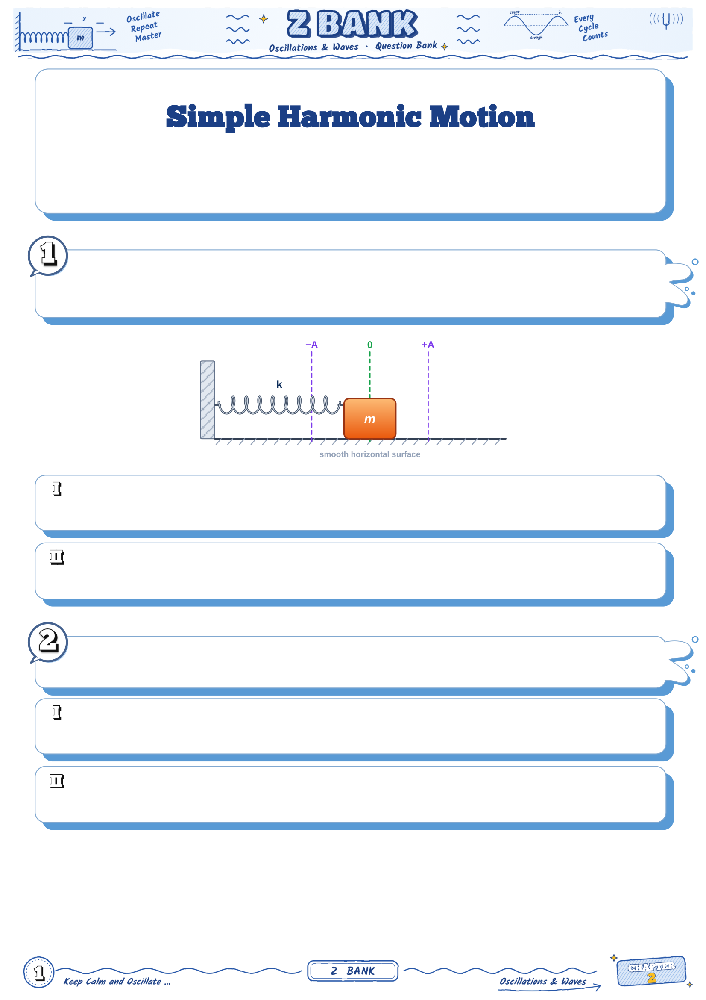 x
m
Oscillate
Repeat
Master
Z BANK
Oscillations & Waves · Question Bank
crest
λ
trough
Every
Cycle
Counts
Simple Harmonic Motion
1
−A
0
+A
k
m
smooth horizontal surface
I
II
2
I
II
1
Keep Calm and Oscillate ...
Z BANK
Oscillations & Waves
CHAPTER
2